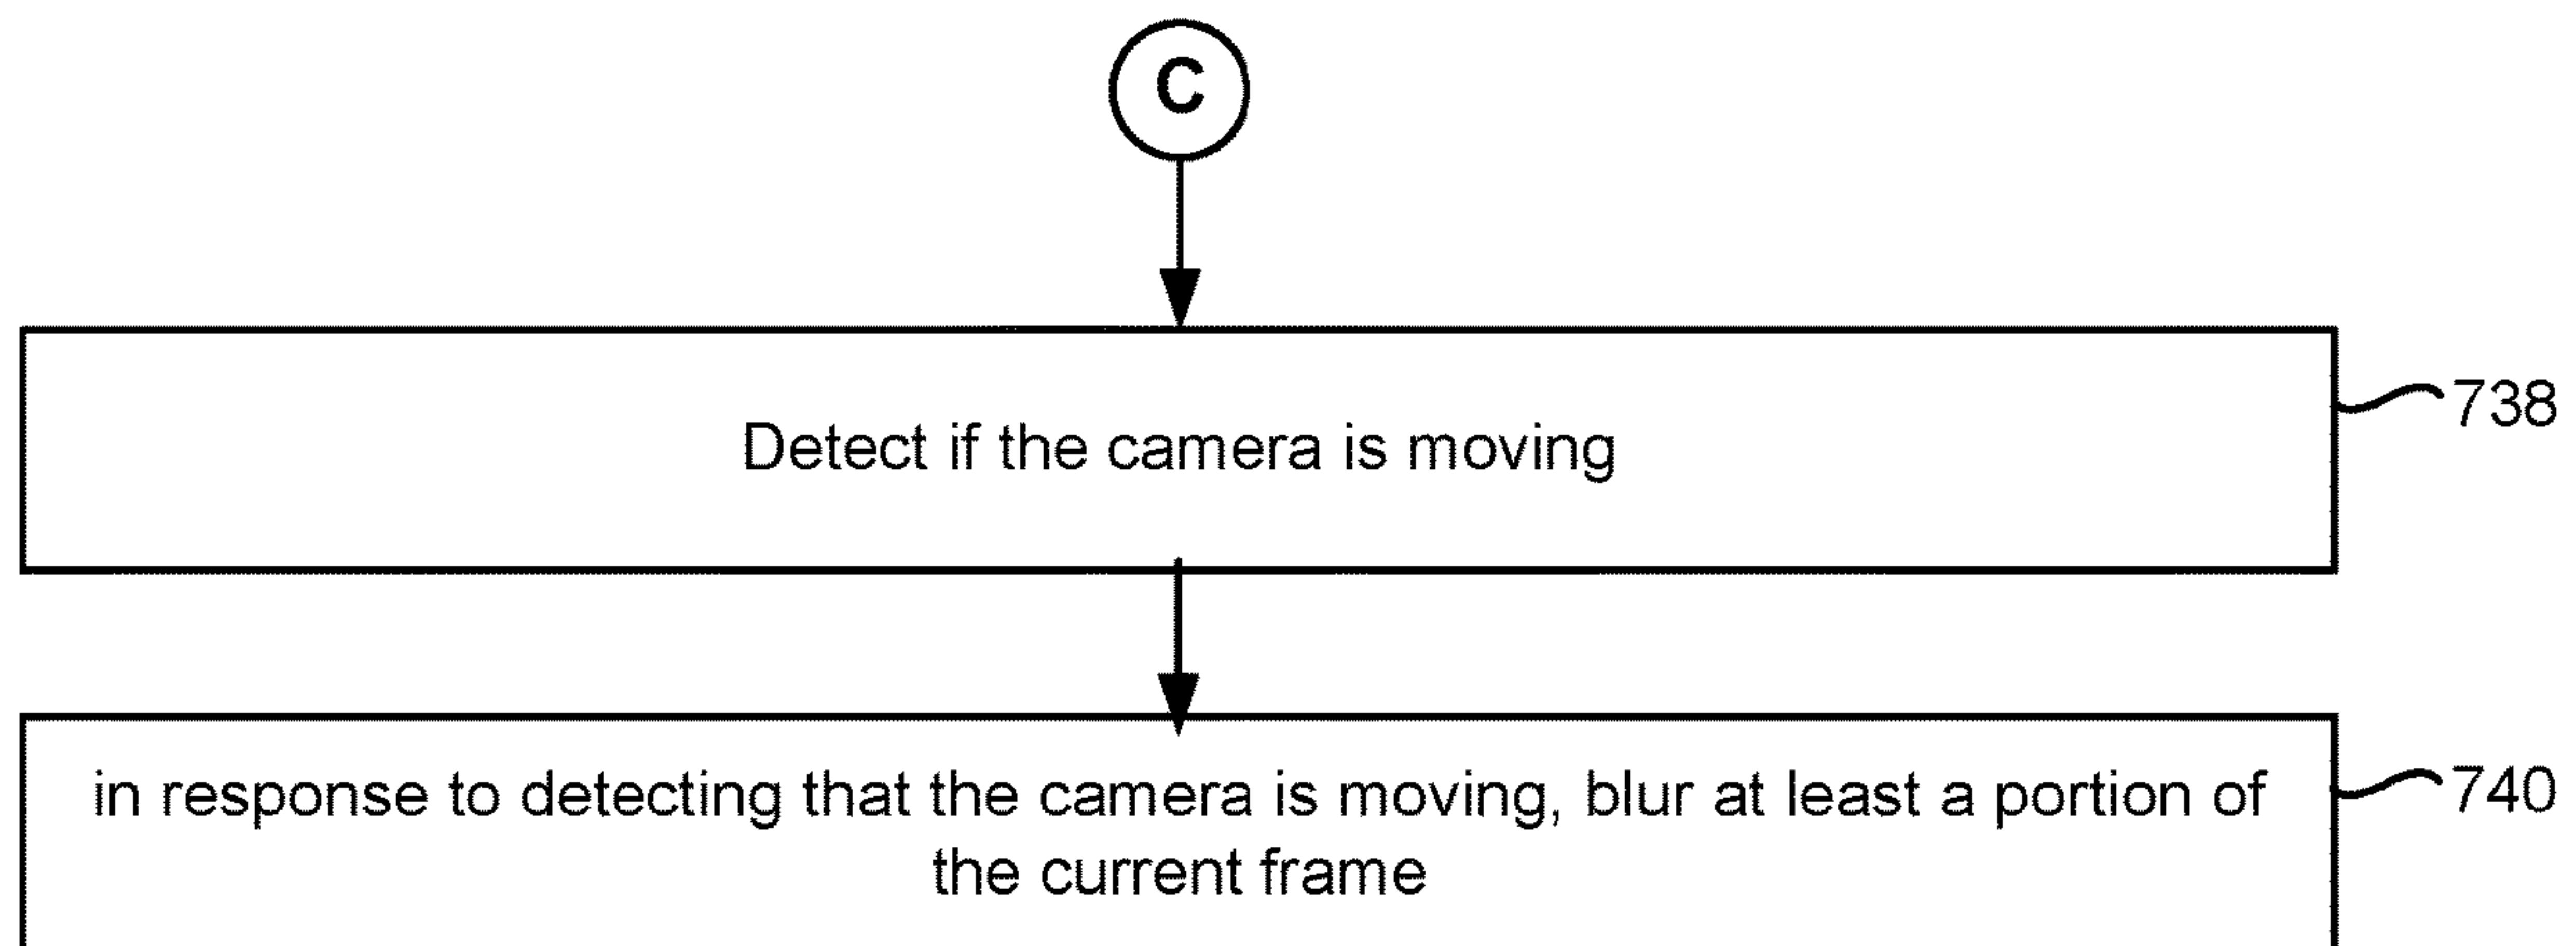 C
738
Detect if the camera is moving
740
in response to detecting that the camera is moving, blur at least a portion of
the current frame